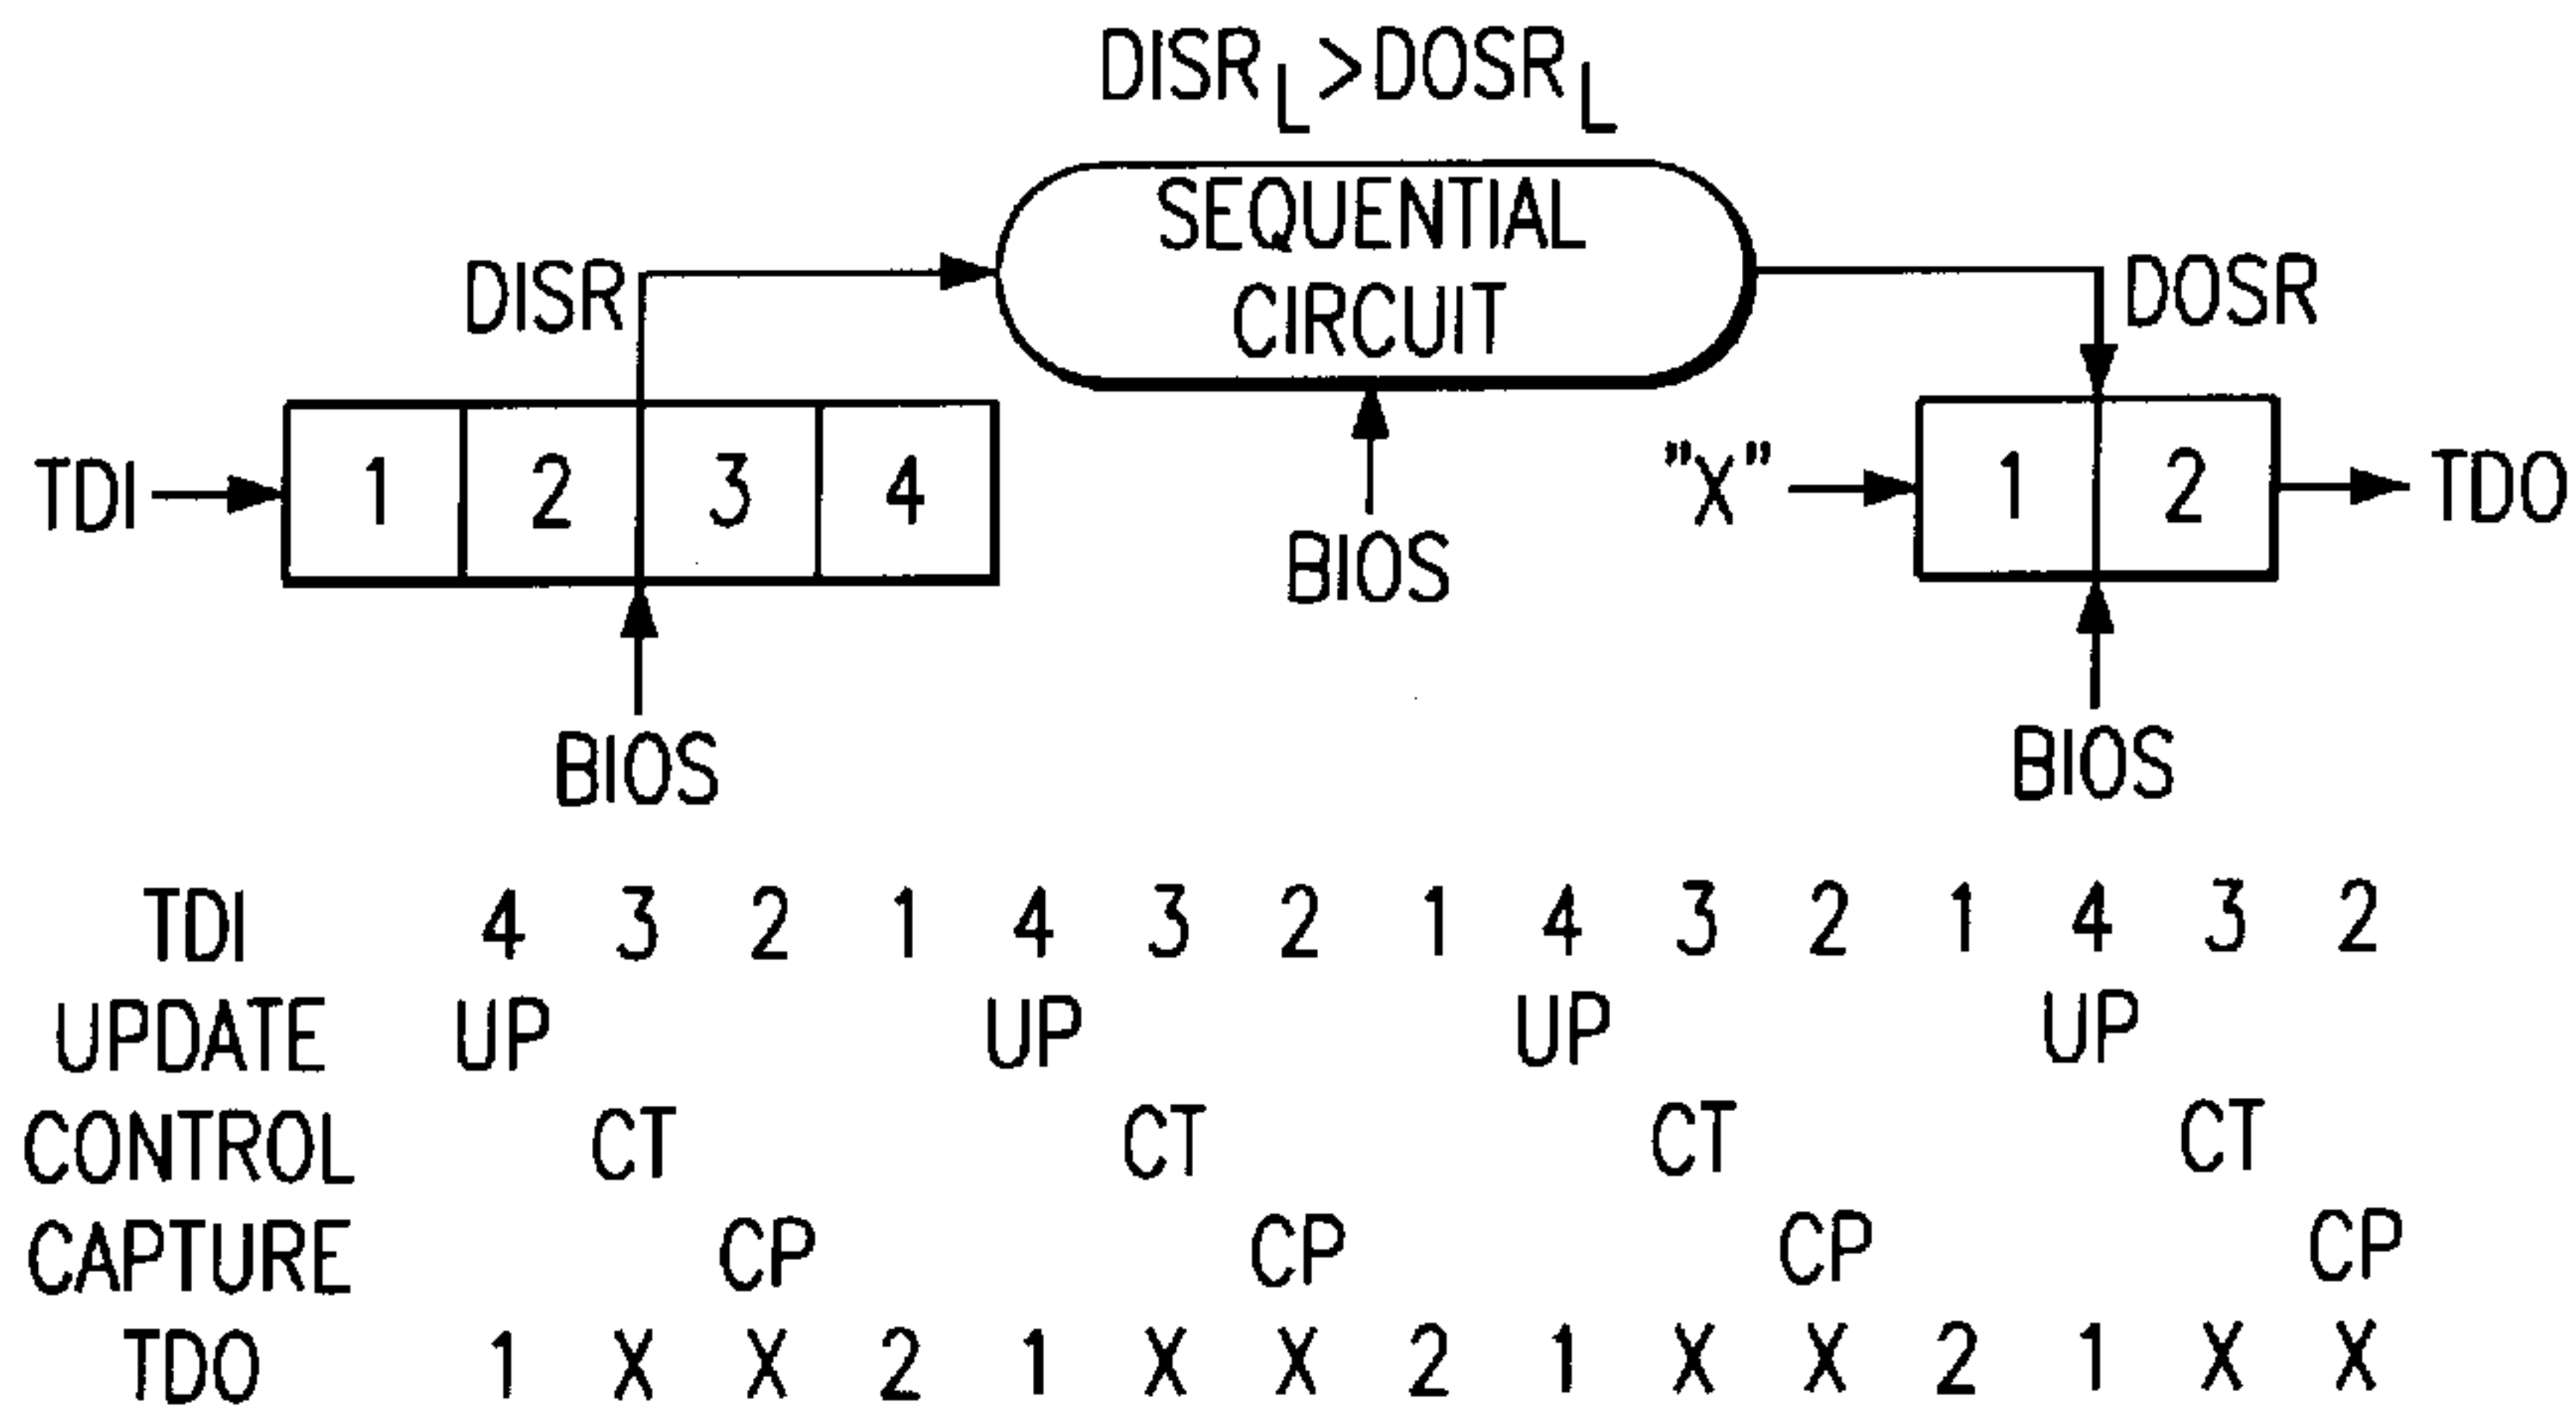 DISRL>DOSRL
SEQUENTIAL
CIRCUIT
DISR
DOSR
TDI
1 2 3 4
"X"
1 2
TDO
BIOS
BIOS
BIOS
TDI 4 3 2 1 4 3 2 1 4 3 2 1 4 3 2
UPDATE UP UP UP UP
CONTROL CT CT CT CT
CAPTURE CP CP CP CP
TDO 1 X X 2 1 X X 2 1 X X 2 1 X X